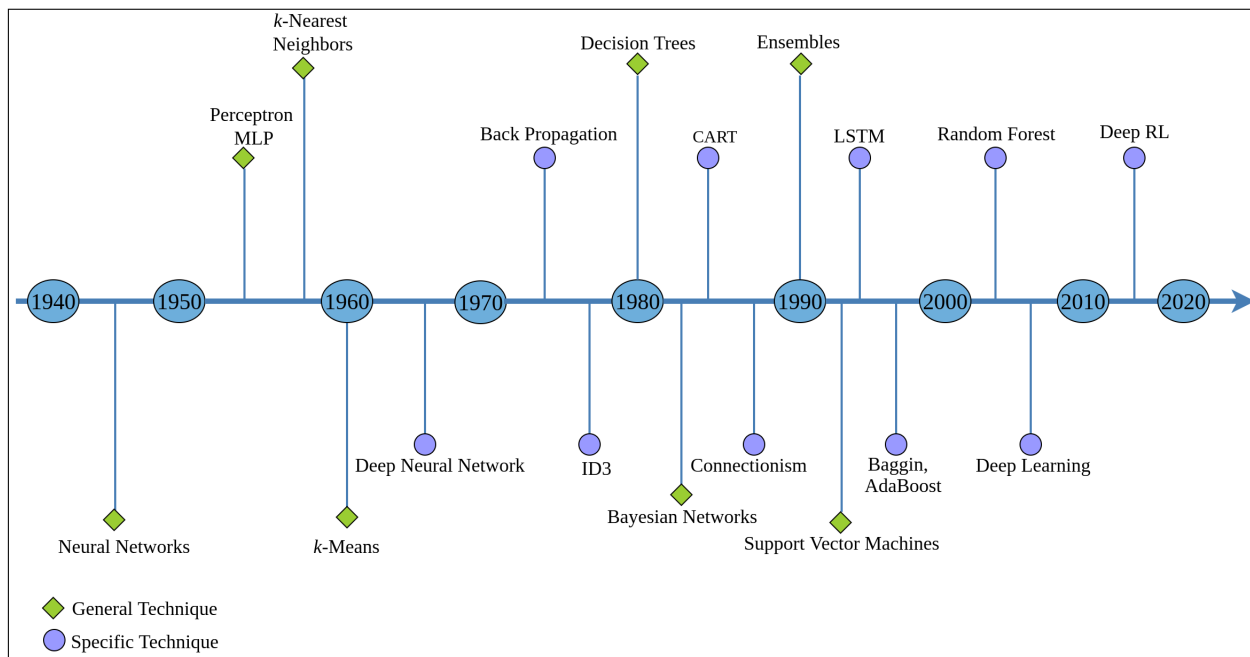 k-Nearest
Neighbors
Decision Trees
Ensembles
Perceptron
MLP
Back Propagation
CART
LSTM
Random Forest
Deep RL
1940
1950
1960
1970
1980
1990
2000
2010
2020
Deep Neural Network
ID3
Connectionism
Baggin,
AdaBoost
Deep Learning
Bayesian Networks
Neural Networks
k-Means
Support Vector Machines
General Technique
Specific Technique